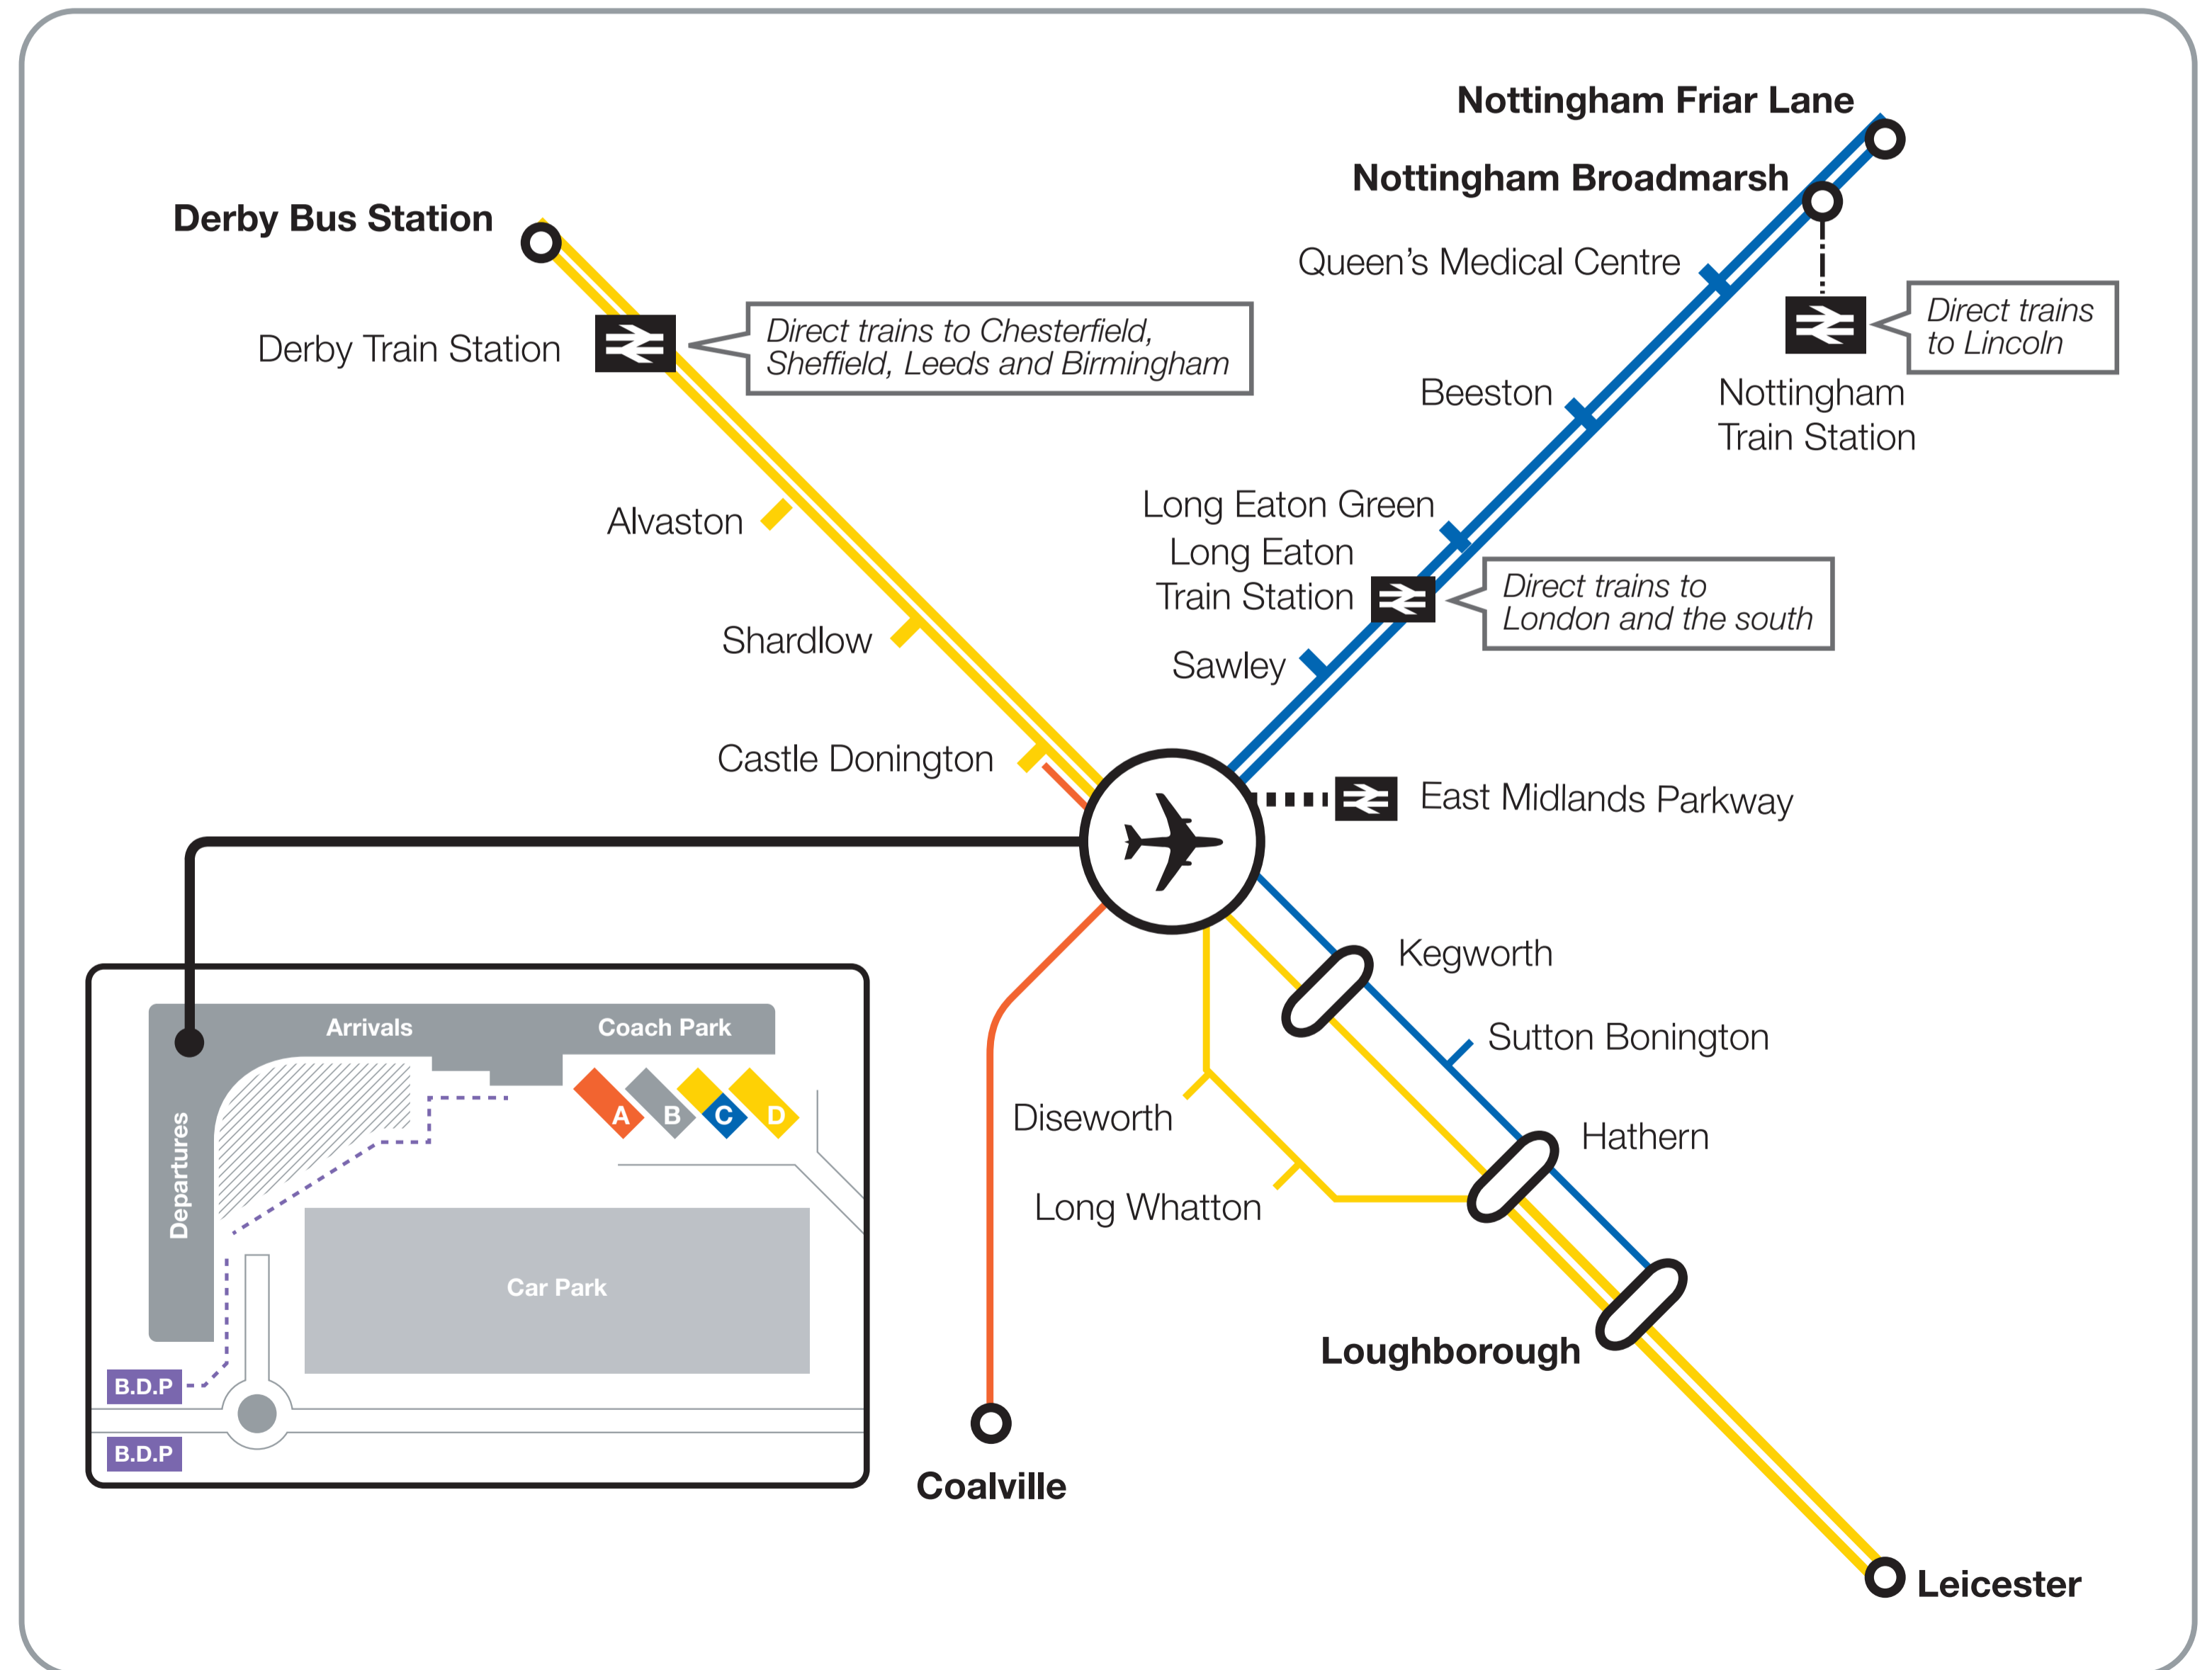 Nottingham Friar Lane
Nottingham Broadmarsh
Derby Bus Station
Queen's Medical Centre
Direct trains
to Lincoln
Derby Train Station
Direct trains to Chesterfield,
Sheffield, Leeds and Birmingham
Beeston
Nottingham
Train Station
Alvaston
Long Eaton Green
Long Eaton
Train Station
Direct trains to
London and the south
Shardlow
Sawley
Castle Donington
East Midlands Parkway
Kegworth
Sutton Bonington
Diseworth
Hathern
Long Whatton
Loughborough
Coalville
Leicester
Arrivals
Coach Park
A
B
C
D
Departures
Car Park
B.D.P
B.D.P